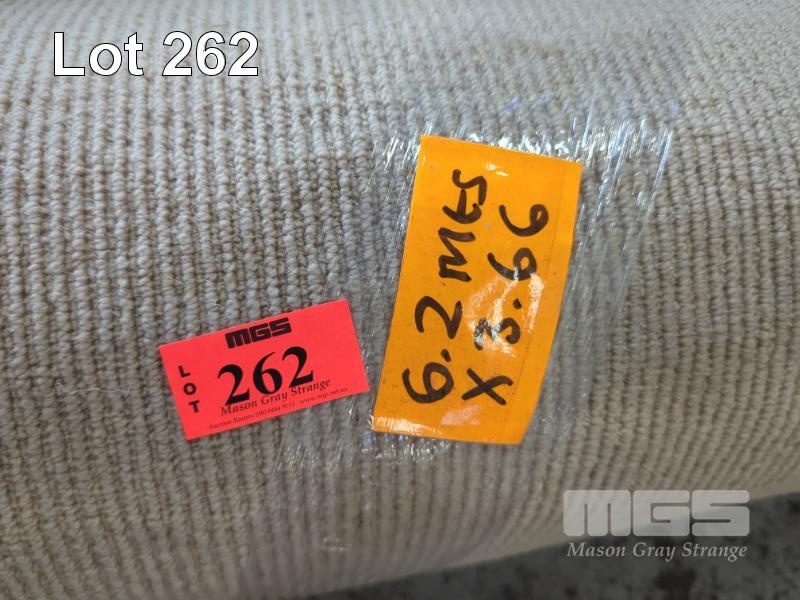 Lot 262
MGS
LOT
262
Mason Gray Strange
6.2 Mts
X 3.66
MGS
Mason Gray Strange